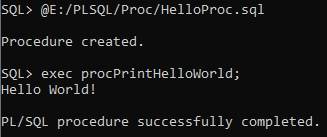 SQL> @E:/PLSQL/Proc/HelloProc.sql
Procedure created.
SQL> exec procPrintHelloWorld;
Hello World!
PL/SQL procedure successfully completed.